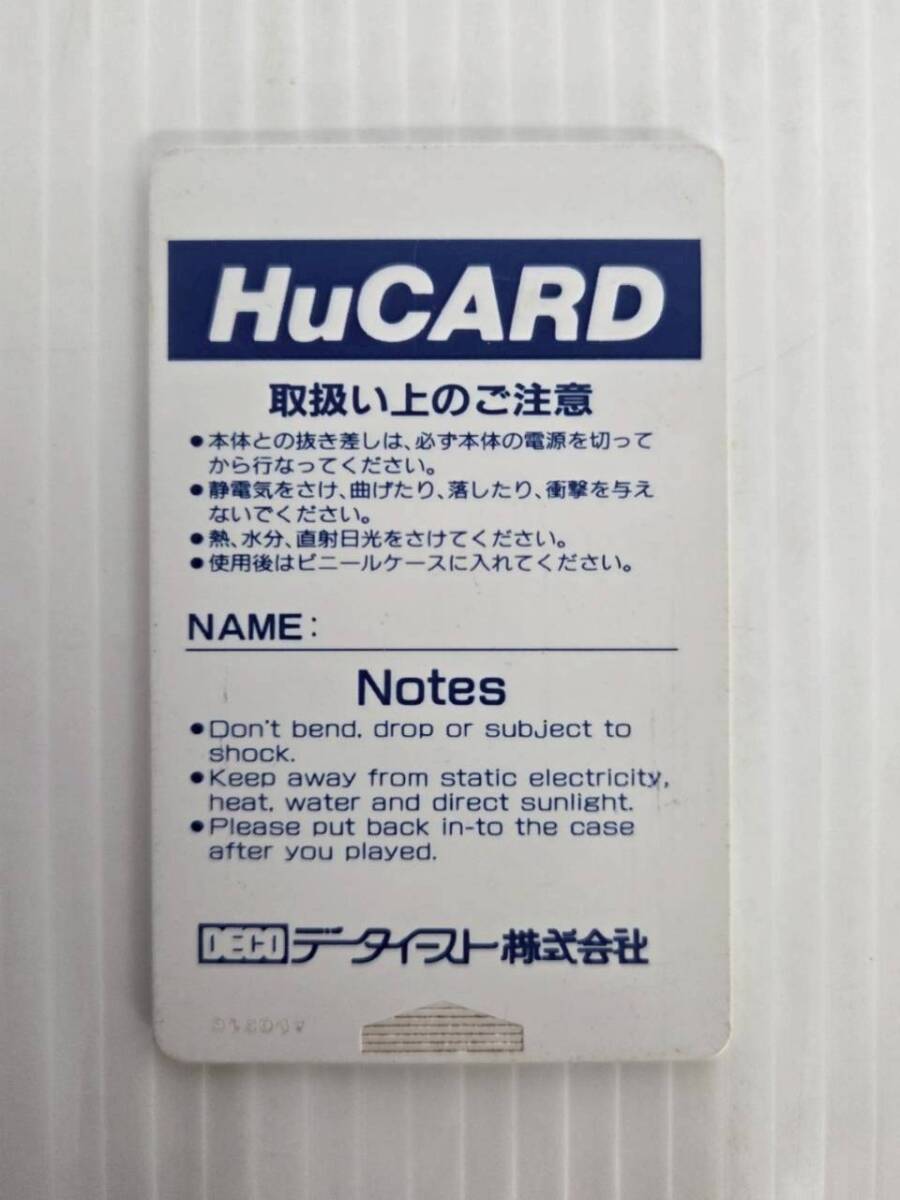 HuCARD
取扱い上のご注意
●本体との抜き差しは、必ず本体の電源を切って
から行なってください。
●静電気をさけ、曲げたり、落したり、衝撃を与え
ないでください。
●熱、水分、直射日光をさけてください。
●使用後はビニールケースに入れてください。
NAME:
Notes
●Don't bend, drop or subject to
shock.
●Keep away from static electricity,
heat, water and direct sunlight.
●Please put back in-to the case
after you played.
DECO データイースト株式会社